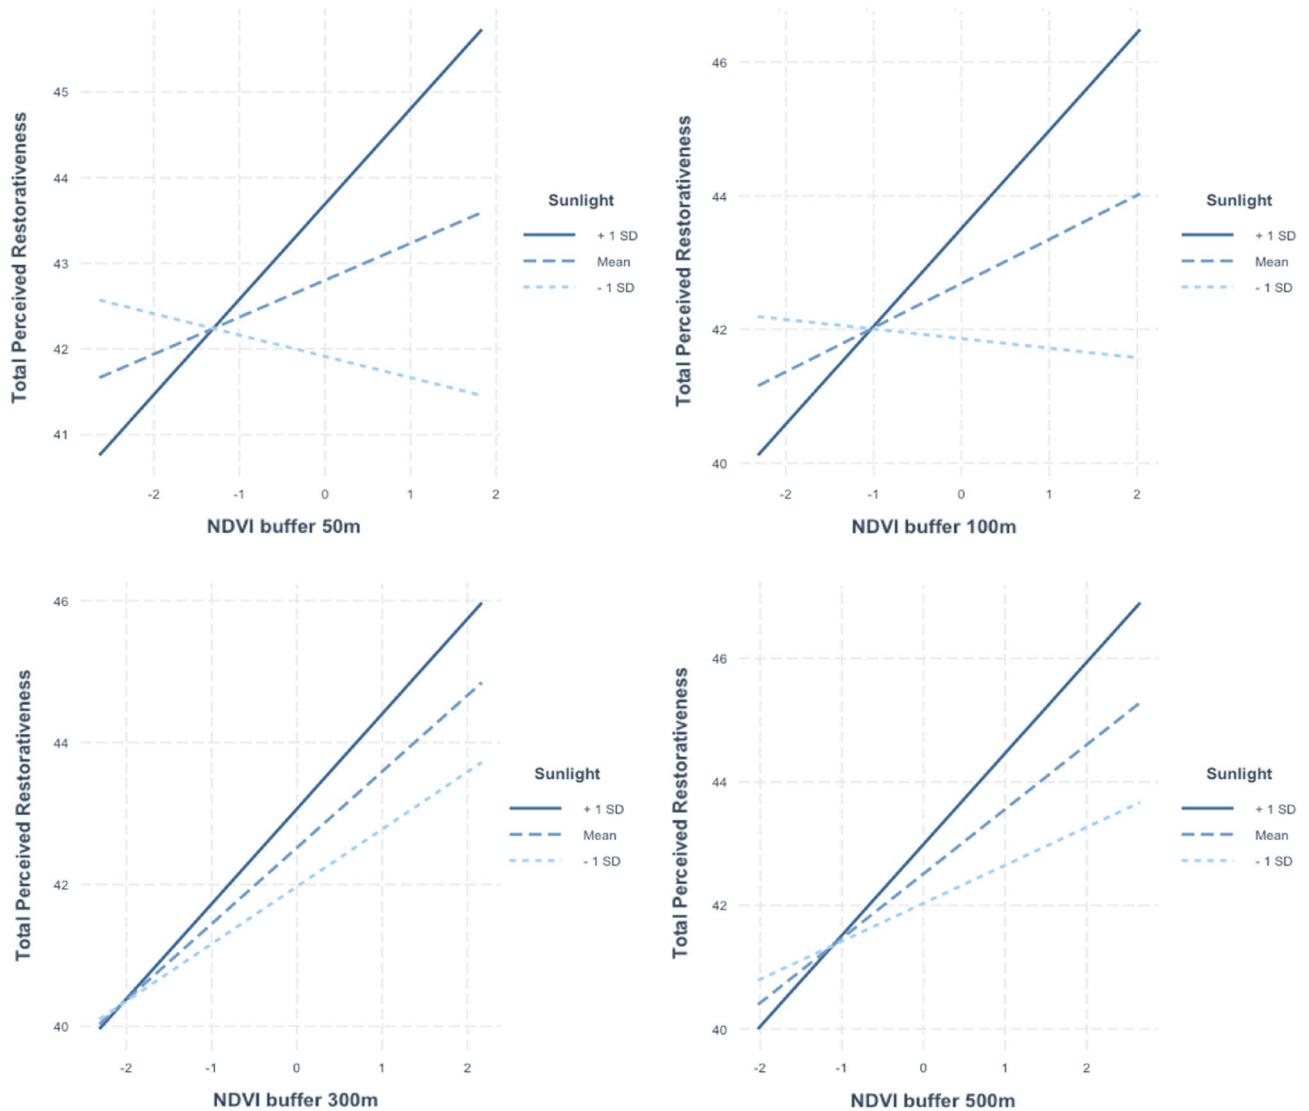 Total Perceived Restorativeness
45
44
43
42
41
-2 -1 0 1 2
NDVI buffer 50m
Sunlight
+ 1 SD
Mean
- 1 SD
Total Perceived Restorativeness
46
44
42
40
-2 -1 0 1 2
NDVI buffer 100m
Sunlight
+ 1 SD
Mean
- 1 SD
Total Perceived Restorativeness
46
44
42
40
-2 -1 0 1 2
NDVI buffer 300m
Sunlight
+ 1 SD
Mean
- 1 SD
Total Perceived Restorativeness
46
44
42
40
-2 -1 0 1 2
NDVI buffer 500m
Sunlight
+ 1 SD
Mean
- 1 SD